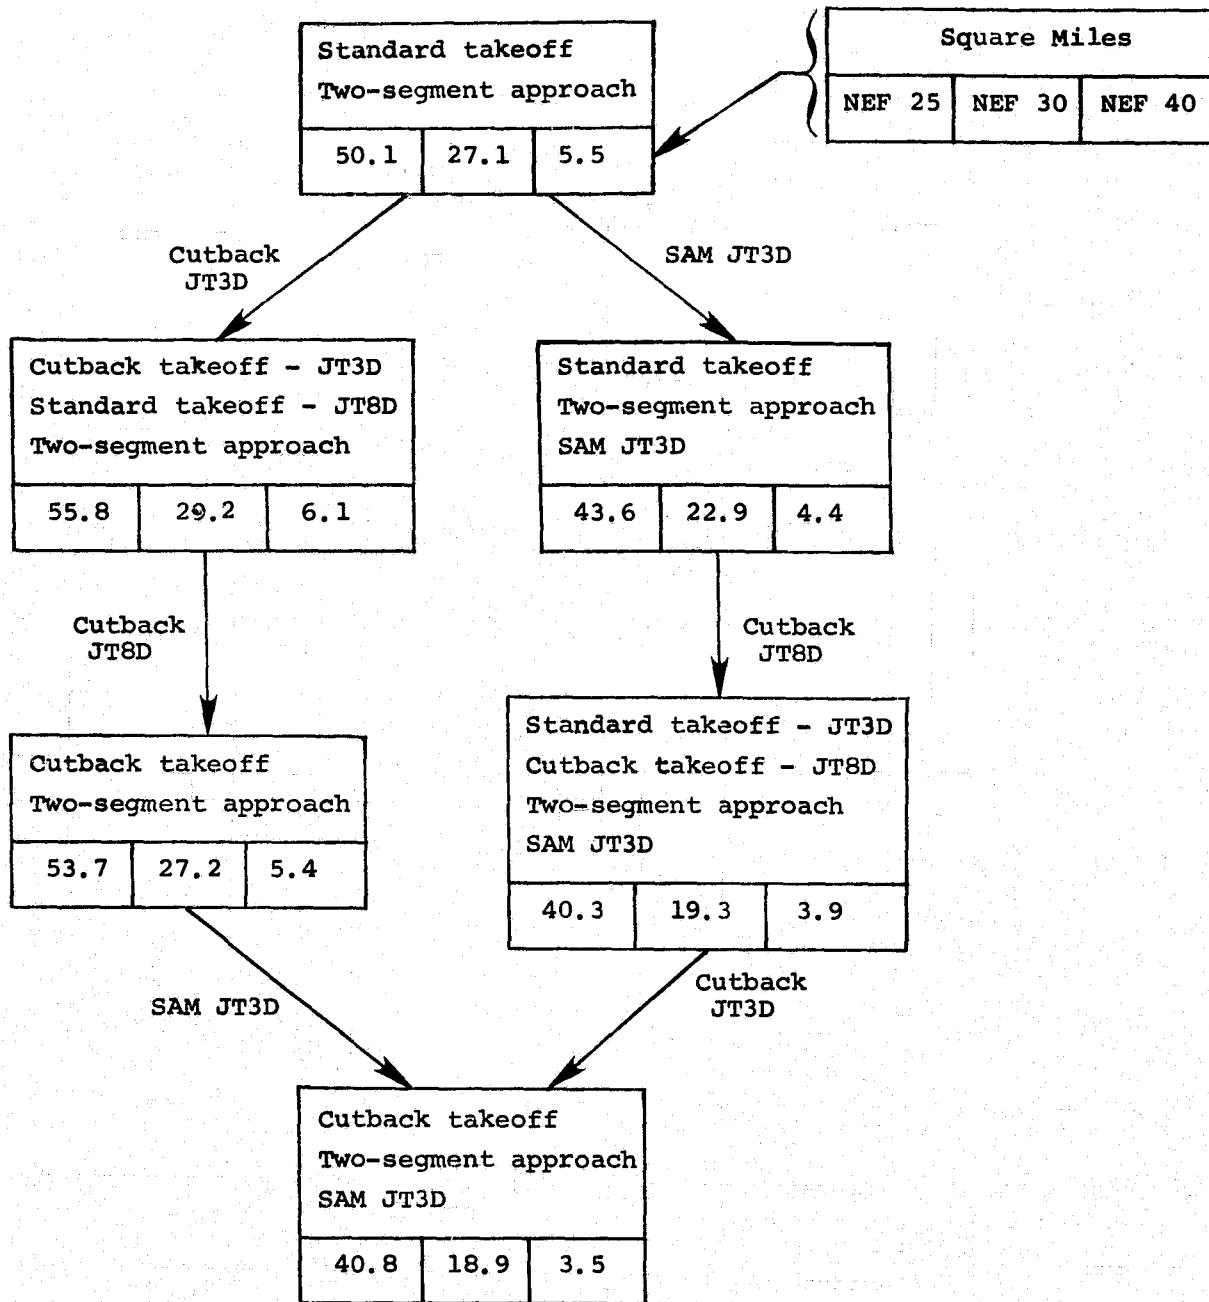 Standard takeoff
Two-segment approach
50.1 27.1 5.5
Square Miles
NEF 25 NEF 30 NEF 40
Cutback
JT3D
SAM JT3D
Cutback takeoff - JT3D
Standard takeoff - JT8D
Two-segment approach
55.8 29.2 6.1
Standard takeoff
Two-segment approach
SAM JT3D
43.6 22.9 4.4
Cutback
JT8D
Cutback
JT8D
Cutback takeoff
Two-segment approach
53.7 27.2 5.4
Standard takeoff - JT3D
Cutback takeoff - JT8D
Two-segment approach
SAM JT3D
40.3 19.3 3.9
SAM JT3D
Cutback
JT3D
Cutback takeoff
Two-segment approach
SAM JT3D
40.8 18.9 3.5